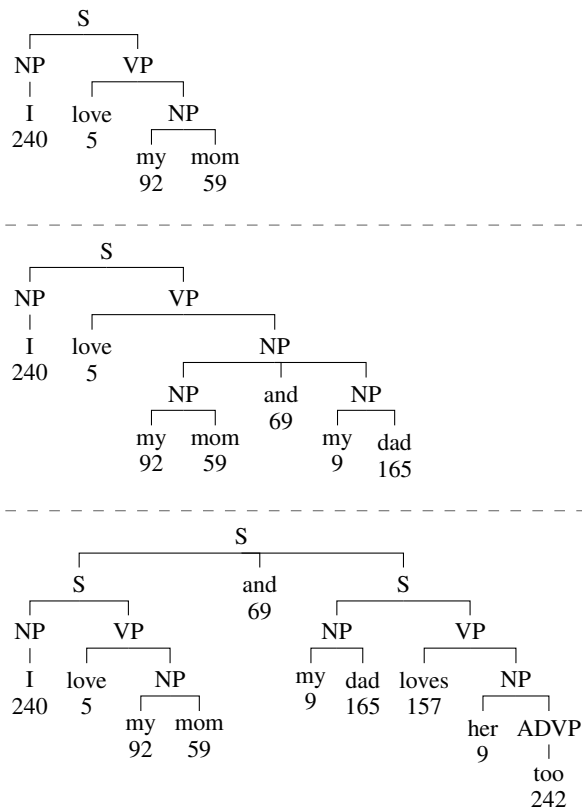 S
NP VP
I love NP
240 5
my mom
92 59
S
NP VP
I love NP
240 5
NP and NP
69
my mom my dad
92 59 9 165
S
S and S
69
NP VP NP VP
I love NP my dad loves NP
240 5 9 165 157
my mom her ADVP
92 59 9
too
242